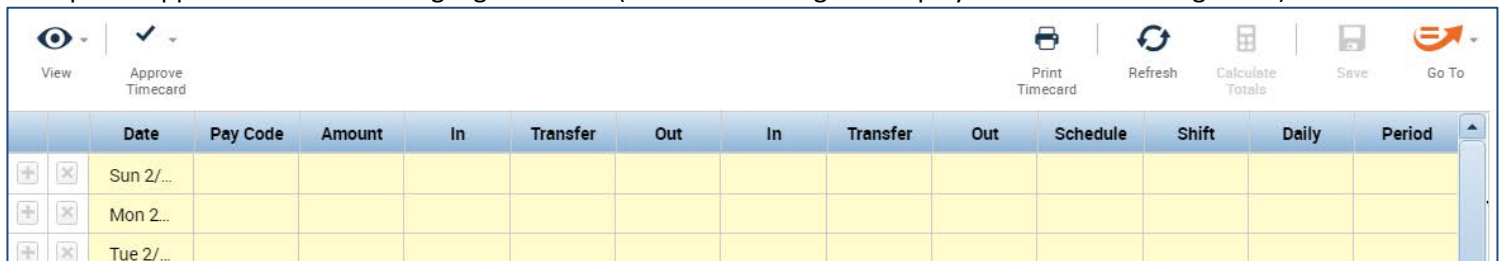 View
Approve
Timecard
Print
Timecard
Refresh
Calculate
Totals
Save
Go To
Date Pay Code Amount In Transfer Out In Transfer Out Schedule Shift Daily Period
Sun 2/...
Mon 2...
Tue 2/...